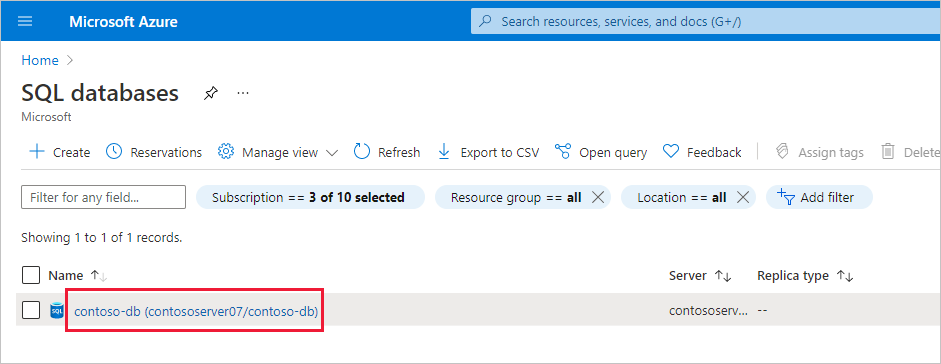 Microsoft Azure Search resources, services, and docs (G+/)
Home
SQL databases ...
Microsoft
Create Reservations Manage view Refresh Export to CSV Open query Feedback Assign tags Delete
Filter for any field... Subscription == 3 of 10 selected Resource group == all Location == all Add filter
Showing 1 to 1 of 1 records.
Name Server Replica type
SQL contoso-db (contososerver07/contoso-db) contososerv... --